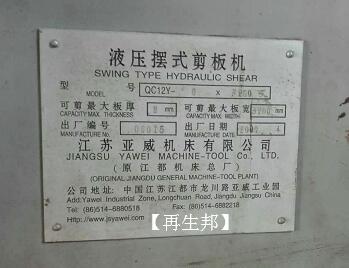 液压摆式剪板机
SWING TYPE HYDRAULIC SHEAR
型 号 MODEL QC12Y- x
可剪最大板厚 CAPACITY MAX. THICKNESS mm 可剪最大板宽 CAPACITY MAX. WIDTH mm
出厂编号 00015 出厂日期 4
江苏亚威机床有限公司
JIANGSU YAWEI MACHINE-TOOL Co., LTD.
(原江都机床总厂)
(ORIGINAL JIANGDU GENERAL MACHINE-TOOL PLANT)
公司地址: 中国江苏江都市龙川路亚威工业园
Add:Yawei Industrial Zone, Longchuan Road, Jiangdu Jiangsu China
Tel: (86)514-6880518 Fax: (86)514-6882218
http: www.jsyawei.com
【再生邦】